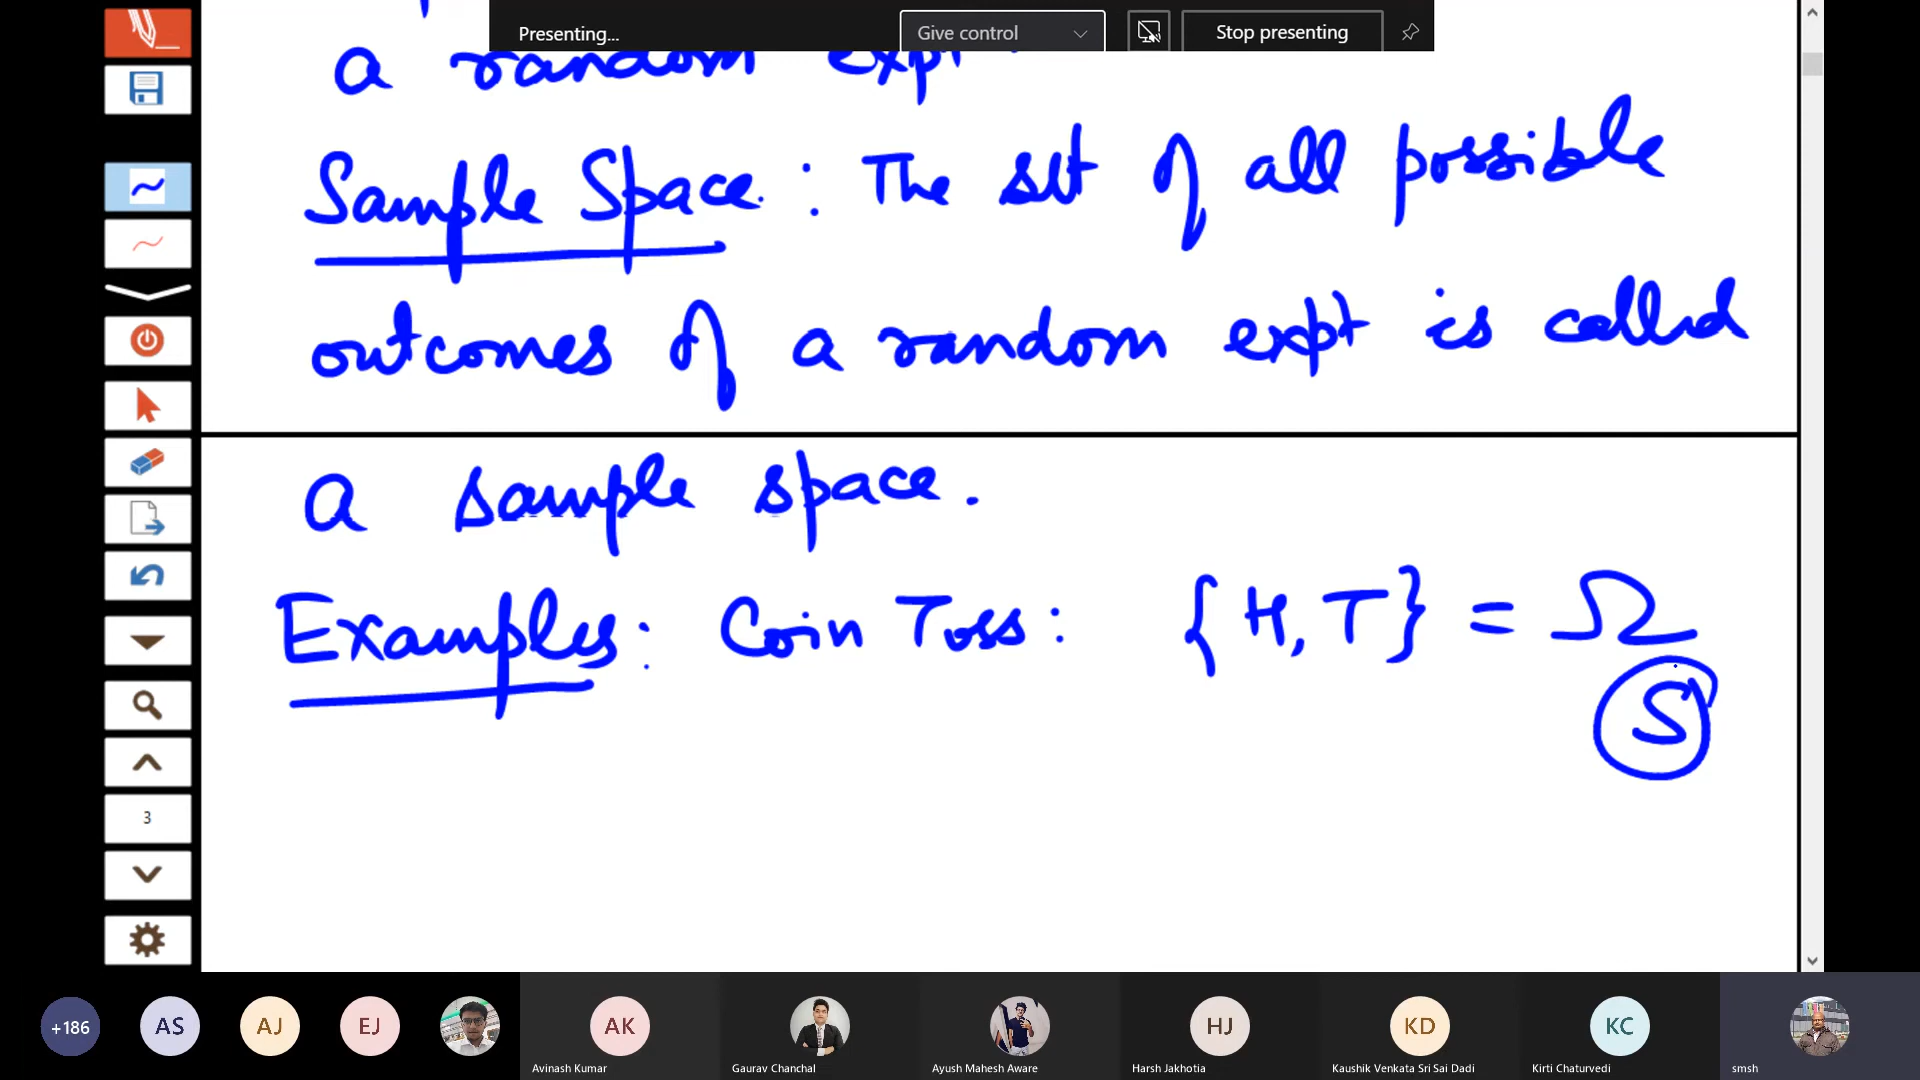 Presenting...
Give control
Stop presenting
a random expt
Sample Space : The set of all possible
outcomes of a random expt is called
a sample space.
Examples: Coin Toss: {H,T} = Ω
S
3
+186
AS
AJ
EJ
AK
HJ
KD
KC
Avinash Kumar
Gaurav Chanchal
Ayush Mahesh Aware
Harsh Jakhotia
Kaushik Venkata Sri Sai Dadi
Kirti Chaturvedi
smsh